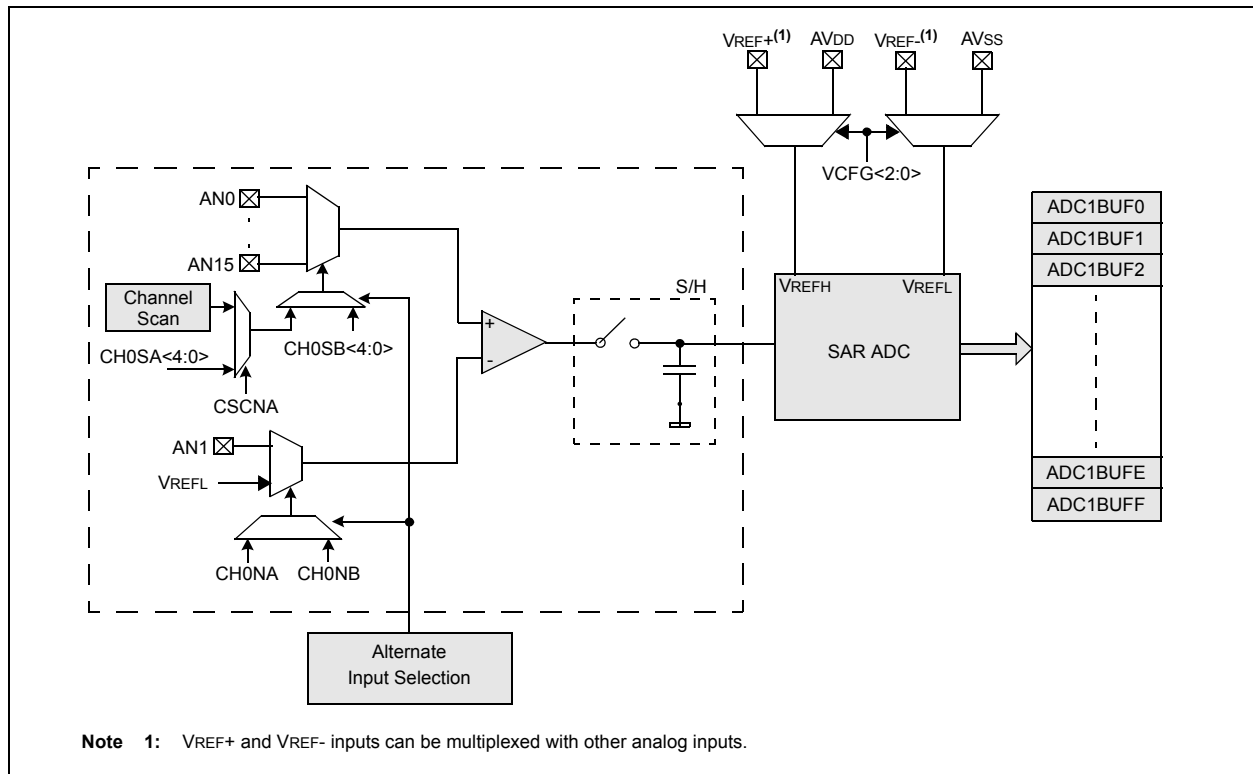 VREF+(1) AVDD VREF-(1) AVSS
VCFG<2:0>
AN0
AN15
Channel
Scan
CH0SA<4:0>
CH0SB<4:0>
CSCNA
AN1
VREFL
CH0NA CH0NB
+
-
S/H
VREFH VREFL
SAR ADC
ADC1BUF0
ADC1BUF1
ADC1BUF2
ADC1BUFE
ADC1BUFF
Alternate
Input Selection
Note 1: VREF+ and VREF- inputs can be multiplexed with other analog inputs.